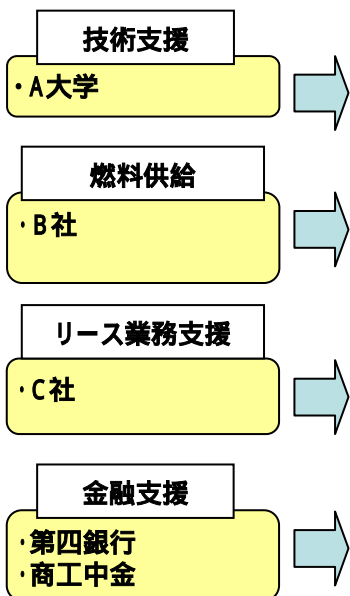 技術支援
・A大学
燃料供給
・B社
リース業務支援
・C社
金融支援
・第四銀行
・商工中金